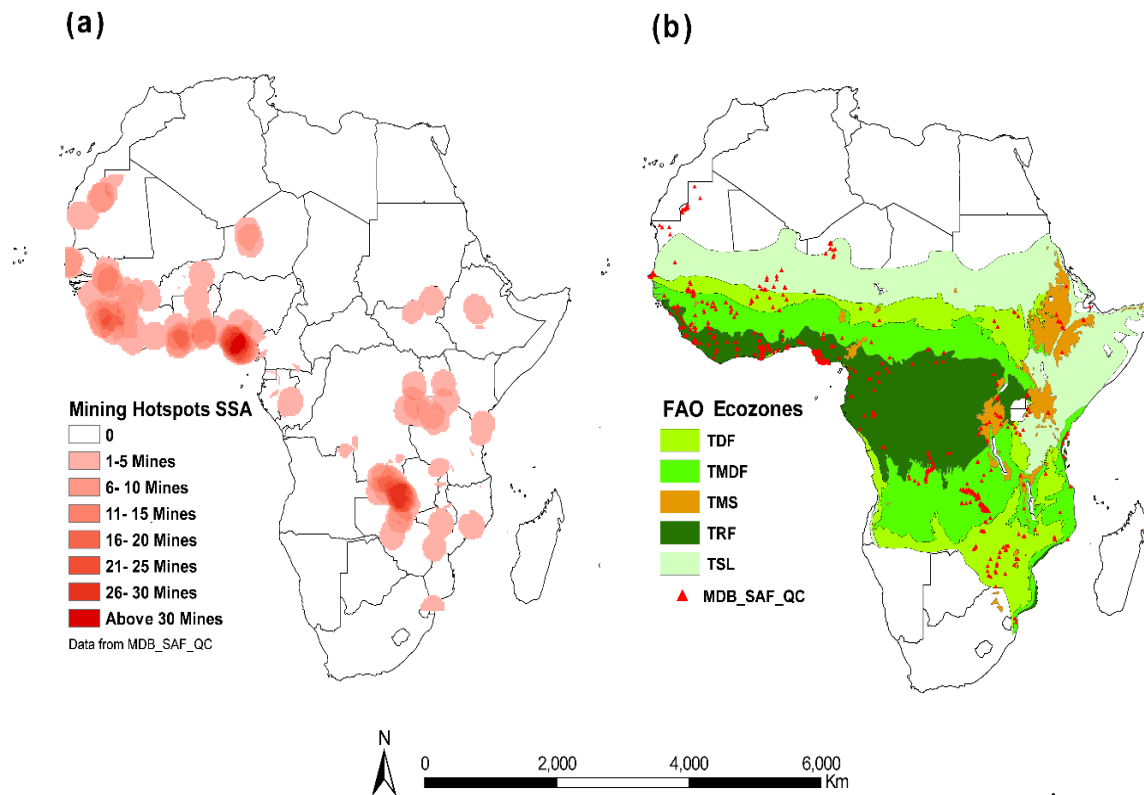 (a)
Mining Hotspots SSA
0
1-5 Mines
6- 10 Mines
11- 15 Mines
16- 20 Mines
21- 25 Mines
26- 30 Mines
Above 30 Mines
Data from MDB_SAF_QC
(b)
FAO Ecozones
TDF
TMDF
TMS
TRF
TSL
MDB_SAF_QC
N
0 2,000 4,000 6,000
Km